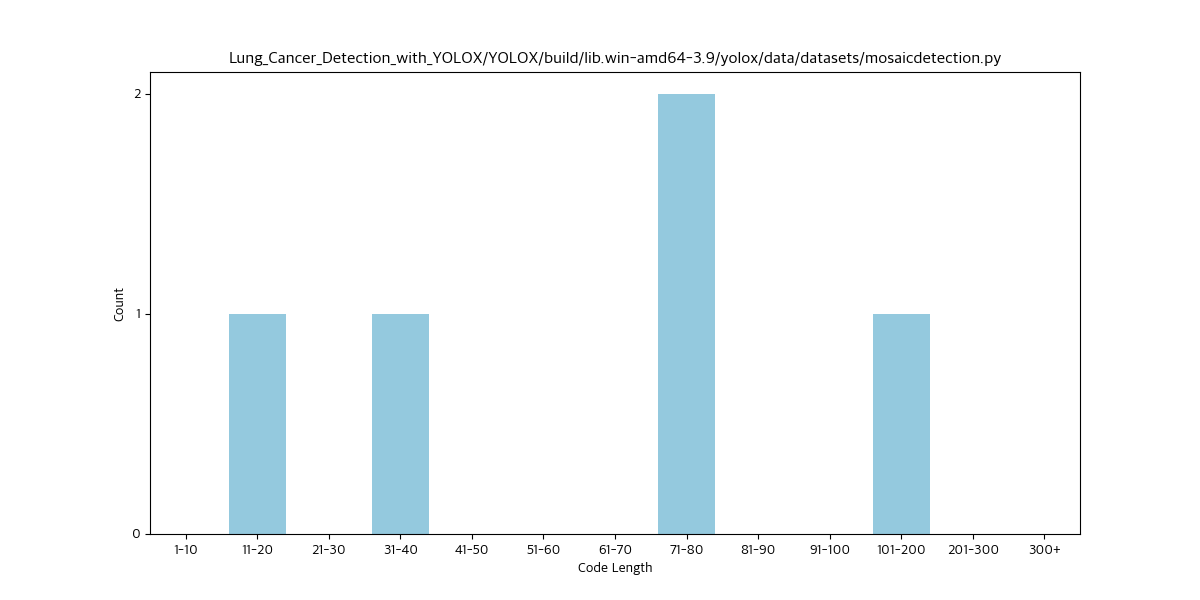 Lung_Cancer_Detection_with_YOLOX/YOLOX/build/lib.win-amd64-3.9/yolox/data/datasets/mosaicdetection.py
2
1
0
Count
1-10 11-20 21-30 31-40 41-50 51-60 61-70 71-80 81-90 91-100 101-200 201-300 300+
Code Length